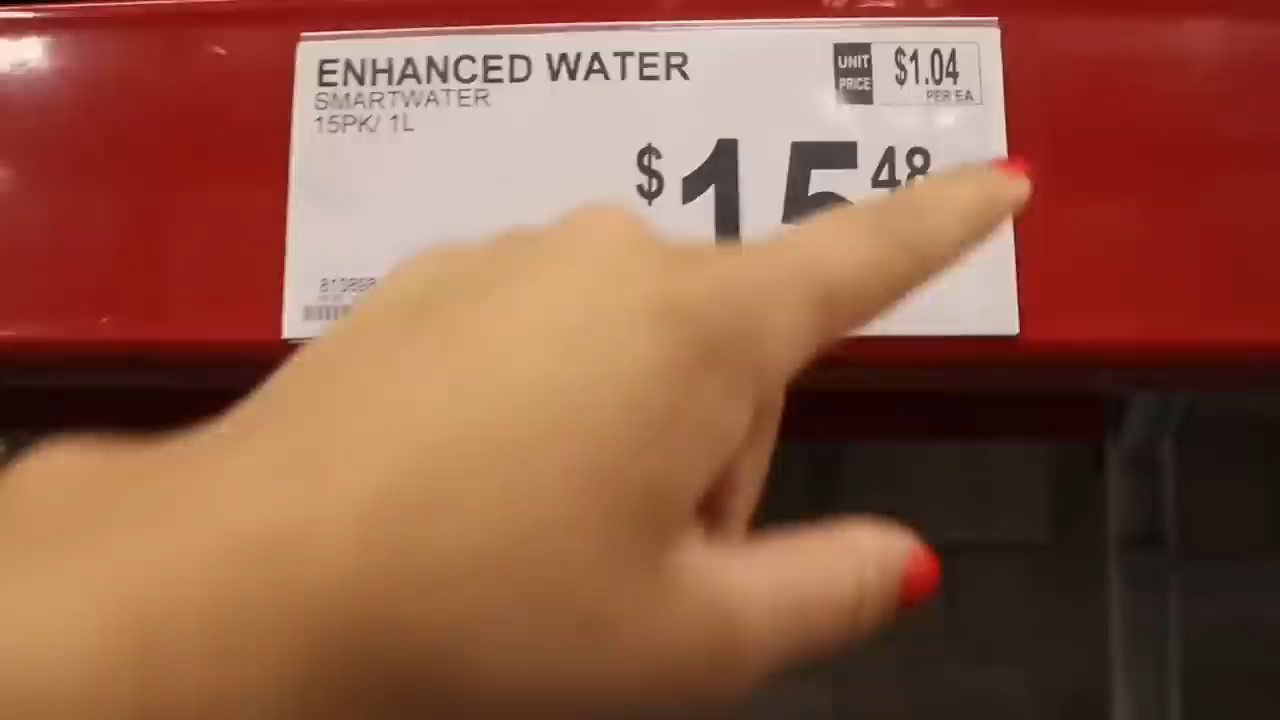 ENHANCED WATER
SMARTWATER
15PK/ 1L
UNIT PRICE
$1.04
PER EA
$15 48